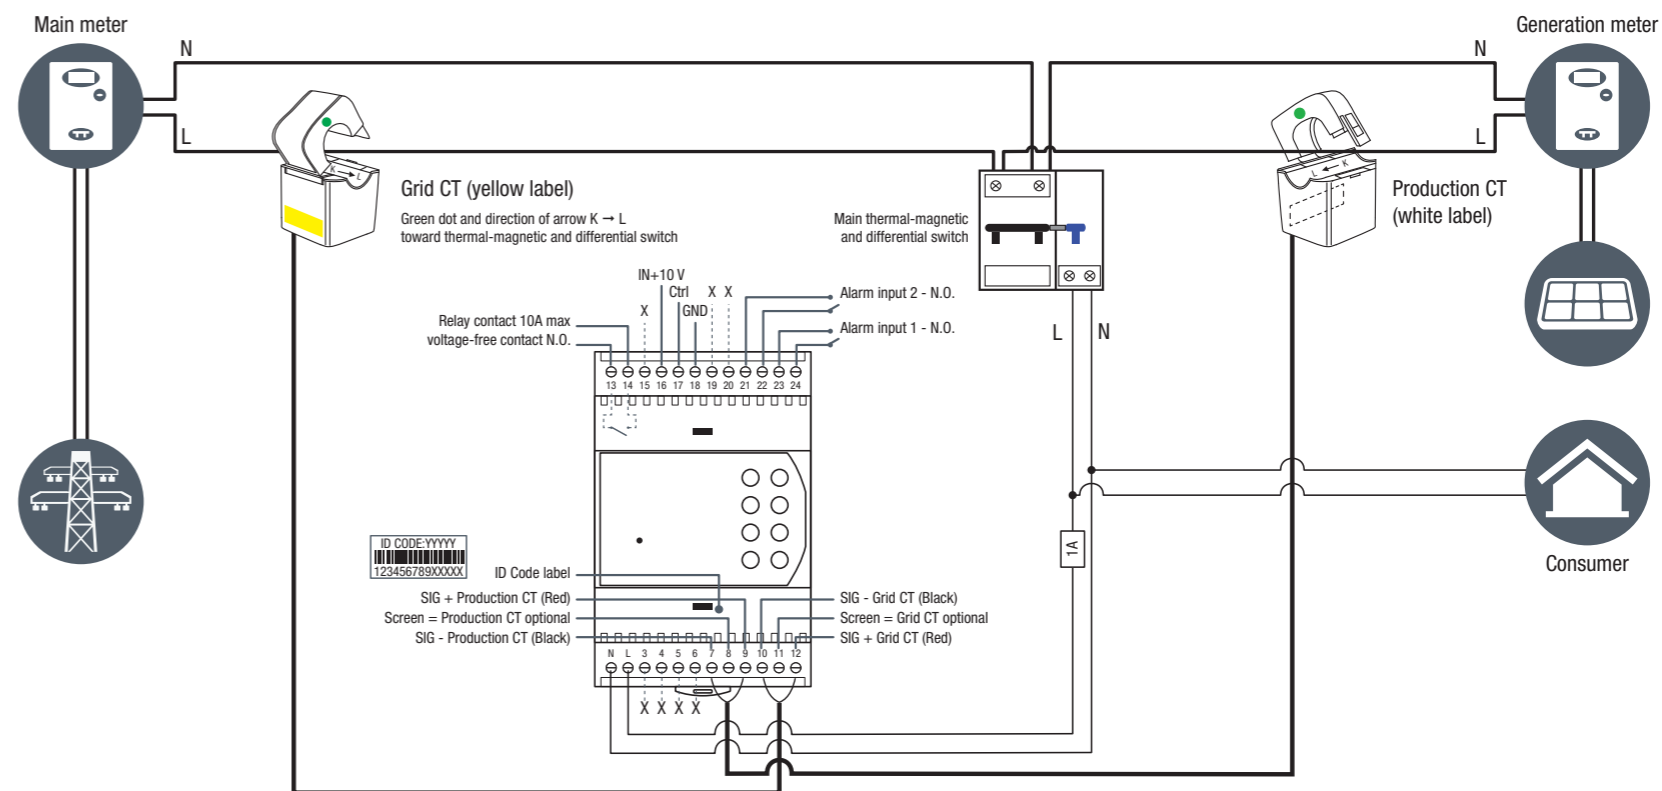 Main meter
Generation meter
N
N
L
L
K → L
L ← K
Grid CT (yellow label)
Green dot and direction of arrow K → L
toward thermal-magnetic and differential switch
Main thermal-magnetic
and differential switch
Production CT
(white label)
IN+10 V
Ctrl
X
X
X
GND
Relay contact 10A max
voltage-free contact N.O.
Alarm input 2 - N.O.
Alarm input 1 - N.O.
L
N
13 14 15 16 17 18 19 20 21 22 23 24
1A
Consumer
ID CODE:YYYYY
123456789XXXXX
ID Code label
SIG + Production CT (Red)
Screen = Production CT optional
SIG - Production CT (Black)
SIG - Grid CT (Black)
Screen = Grid CT optional
SIG + Grid CT (Red)
N L 3 4 5 6 7 8 9 10 11 12
X X X X